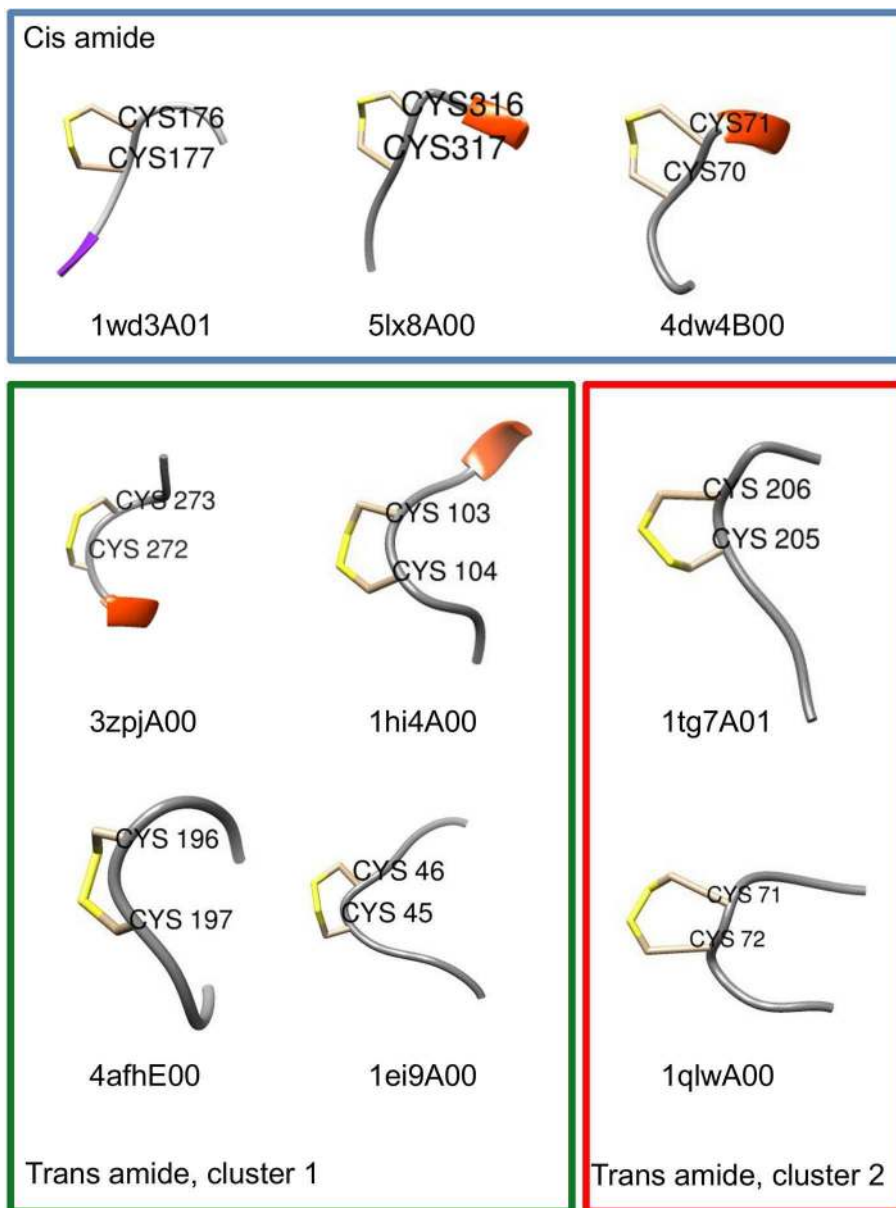 Cis amide
CYS176
CYS177
1wd3A01
CYS316
CYS317
5lx8A00
CYS71
CYS70
4dw4B00
CYS 273
CYS 272
3zpjA00
CYS 103
CYS 104
1hi4A00
CYS 196
CYS 197
4afhE00
CYS 46
CYS 45
1ei9A00
Trans amide, cluster 1
CYS 206
CYS 205
1tg7A01
CYS 71
CYS 72
1qlwA00
Trans amide, cluster 2